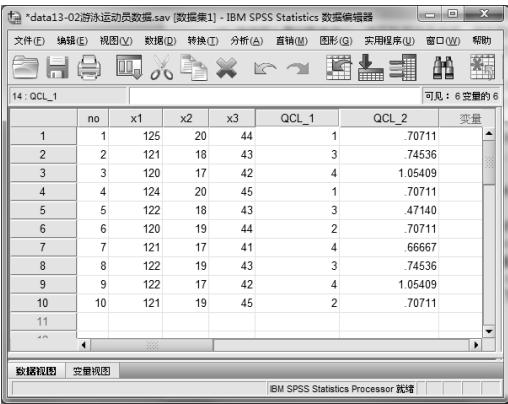 *data13-02游泳运动员数据.sav [数据集1] - IBM SPSS Statistics 数据编辑器
文件(F) 编辑(E) 视图(V) 数据(D) 转换(T) 分析(A) 直销(M) 图形(G) 实用程序(U) 窗口(W) 帮助
14 : QCL_1 可见： 6 变量的 6
no x1 x2 x3 QCL_1 QCL_2 变量
1 1 125 20 44 1 .70711
2 2 121 18 43 3 .74536
3 3 120 17 42 4 1.05409
4 4 124 20 45 1 .70711
5 5 122 18 43 3 .47140
6 6 120 19 44 2 .70711
7 7 121 17 41 4 .66667
8 8 122 19 43 3 .74536
9 9 122 17 42 4 1.05409
10 10 121 19 45 2 .70711
11
数据视图 变量视图
IBM SPSS Statistics Processor 就绪